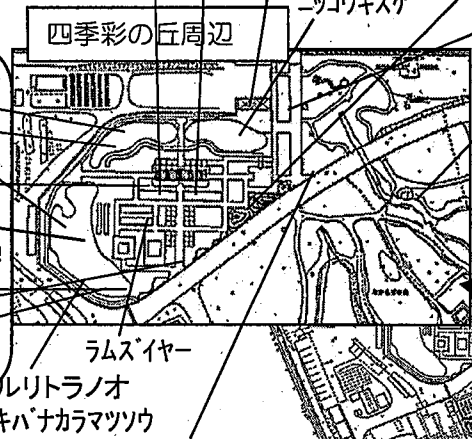 ニッコウキスゲ
四季彩の丘周辺
ラムズイヤー
ルリトラノオ
キバナカラマツソウ